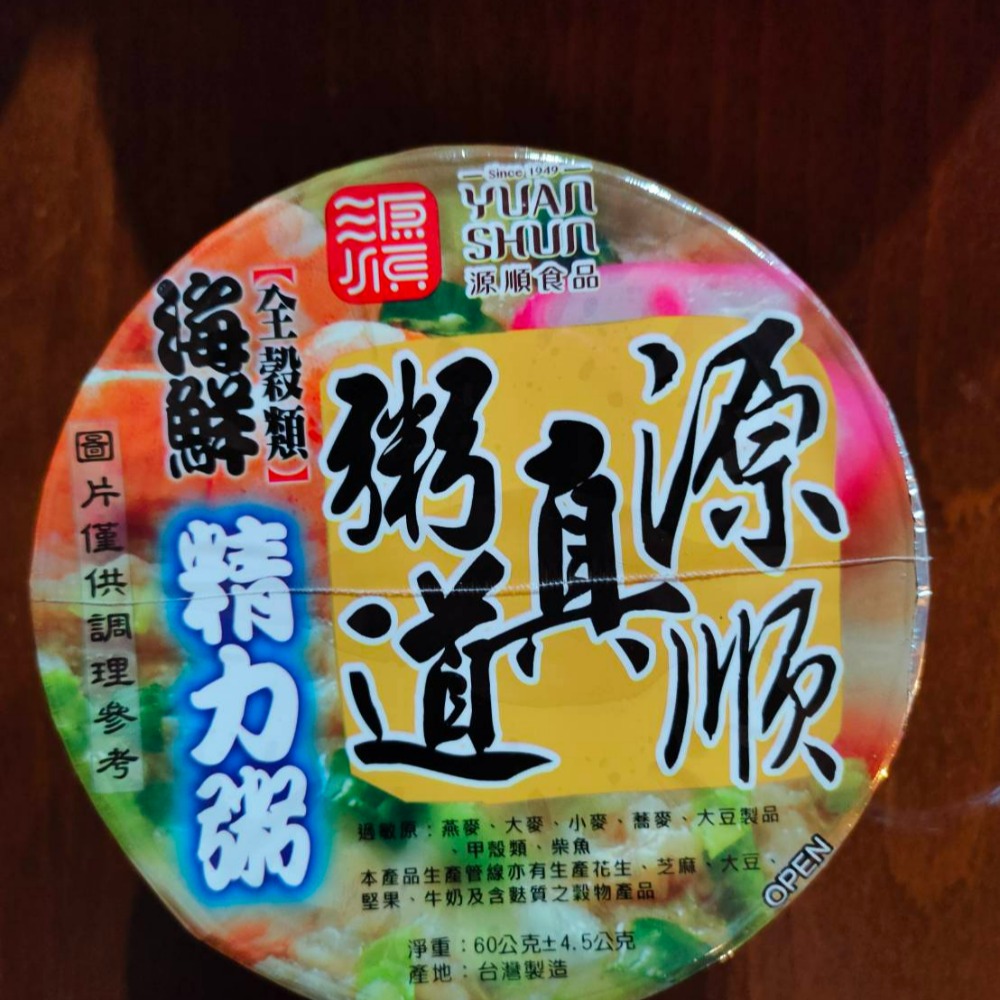 Since 1949
YUAN
SHUN
源順食品
源順
源順
真
粥道
【全穀類】
海鮮
精力粥
圖片僅供調理參考
過敏原：燕麥、大麥、小麥、蕎麥、大豆製品
、甲殼類、柴魚
本產品生產管線亦有生產花生、芝麻、大豆、
堅果、牛奶及含麩質之穀物產品
OPEN
淨重：60公克±4.5公克
產地：台灣製造